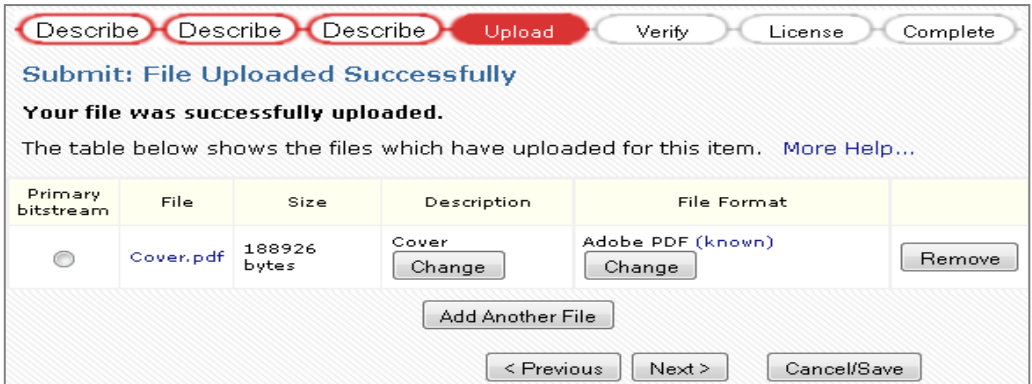 Describe Describe Describe Upload Verify License Complete
Submit: File Uploaded Successfully
Your file was successfully uploaded.
The table below shows the files which have uploaded for this item. More Help...
Primary bitstream File Size Description File Format
Cover.pdf 188926 bytes Cover Adobe PDF (known)
Change Change Remove
Add Another File
< Previous Next > Cancel/Save